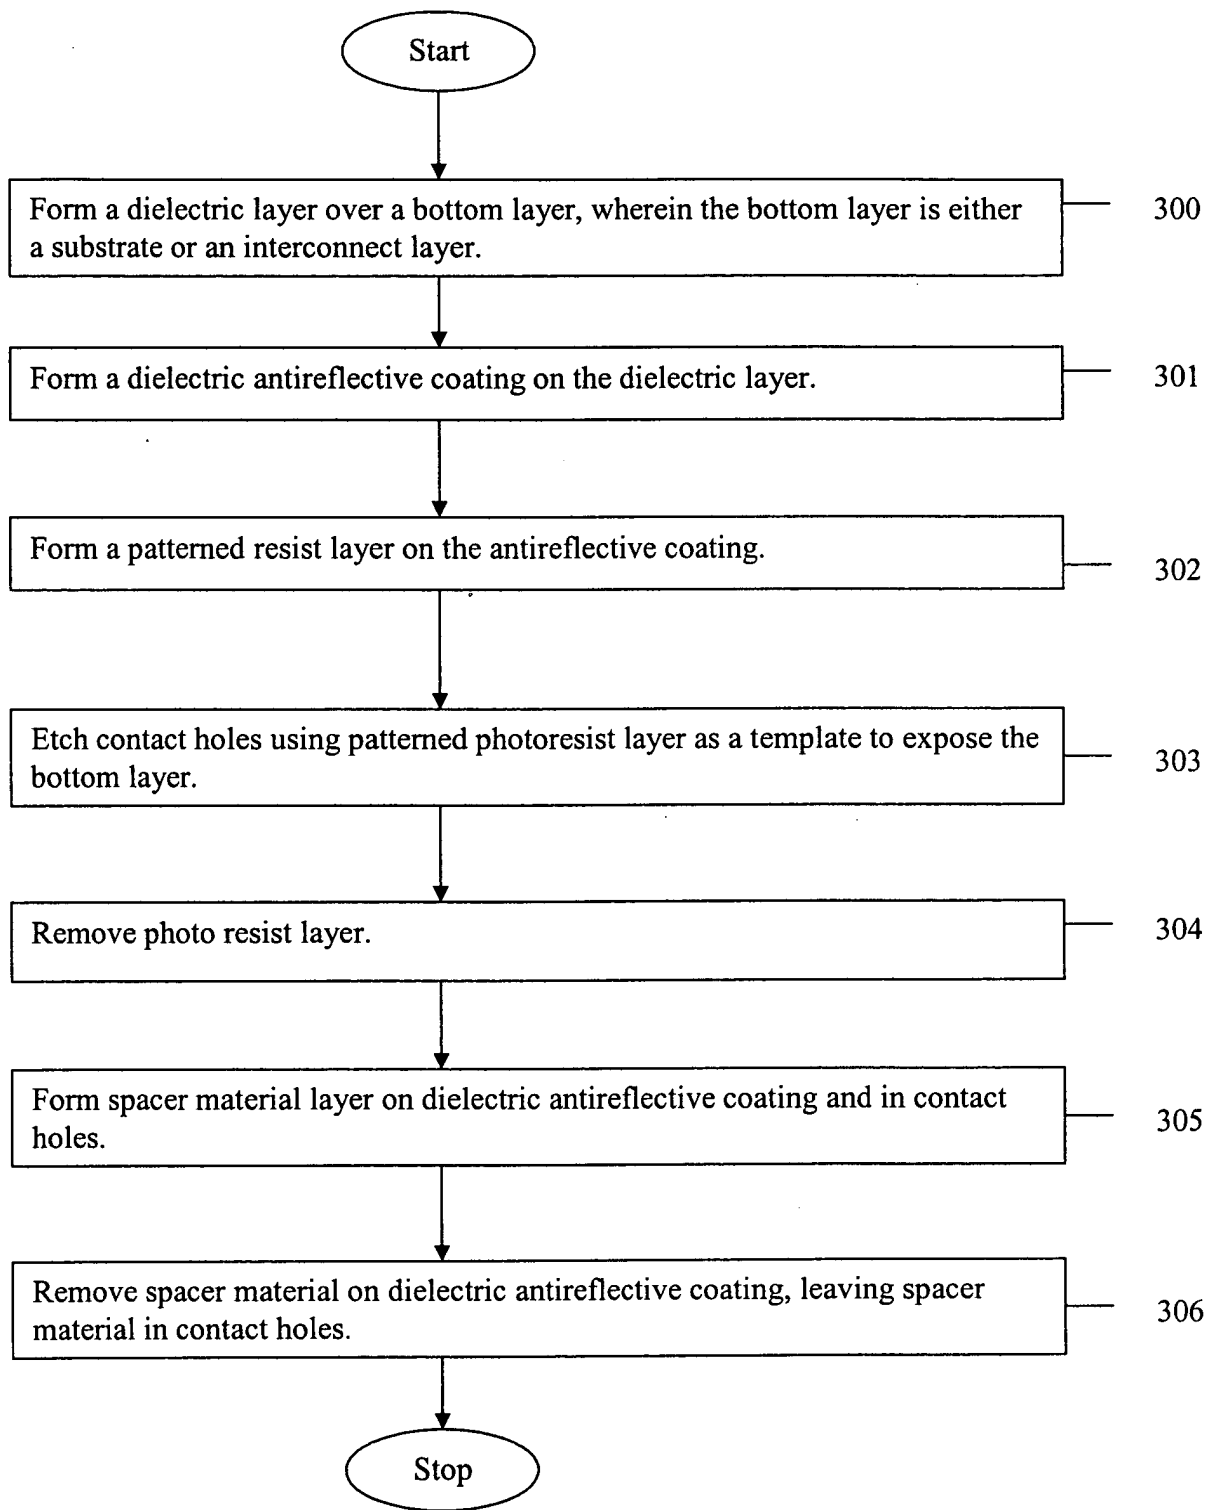 Start
Form a dielectric layer over a bottom layer, wherein the bottom layer is either
a substrate or an interconnect layer.
300
Form a dielectric antireflective coating on the dielectric layer.
301
Form a patterned resist layer on the antireflective coating.
302
Etch contact holes using patterned photoresist layer as a template to expose the
bottom layer.
303
Remove photo resist layer.
304
Form spacer material layer on dielectric antireflective coating and in contact
holes.
305
Remove spacer material on dielectric antireflective coating, leaving spacer
material in contact holes.
306
Stop